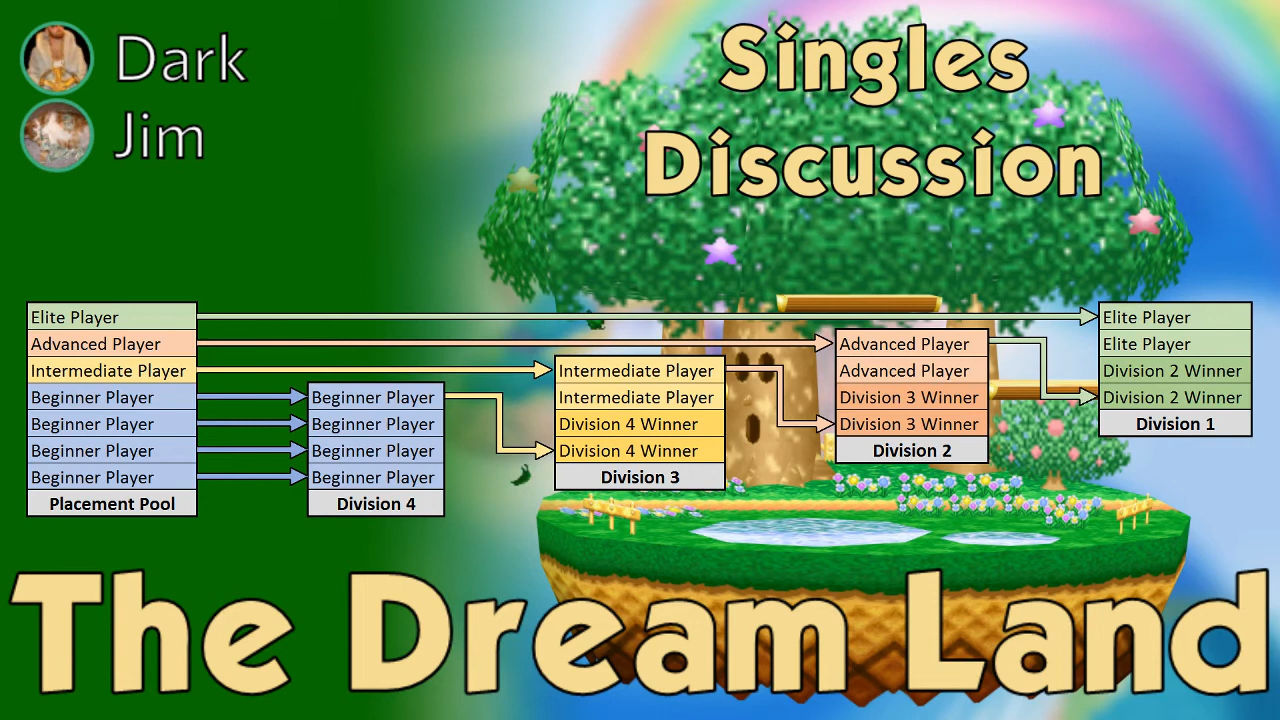 Dark
Jim
Singles
Discussion
Elite Player
Advanced Player
Intermediate Player
Beginner Player
Beginner Player
Beginner Player
Beginner Player
Placement Pool
Beginner Player
Beginner Player
Beginner Player
Beginner Player
Division 4
Intermediate Player
Intermediate Player
Division 4 Winner
Division 4 Winner
Division 3
Advanced Player
Advanced Player
Division 3 Winner
Division 3 Winner
Division 2
Elite Player
Elite Player
Division 2 Winner
Division 2 Winner
Division 1
The Dream Land